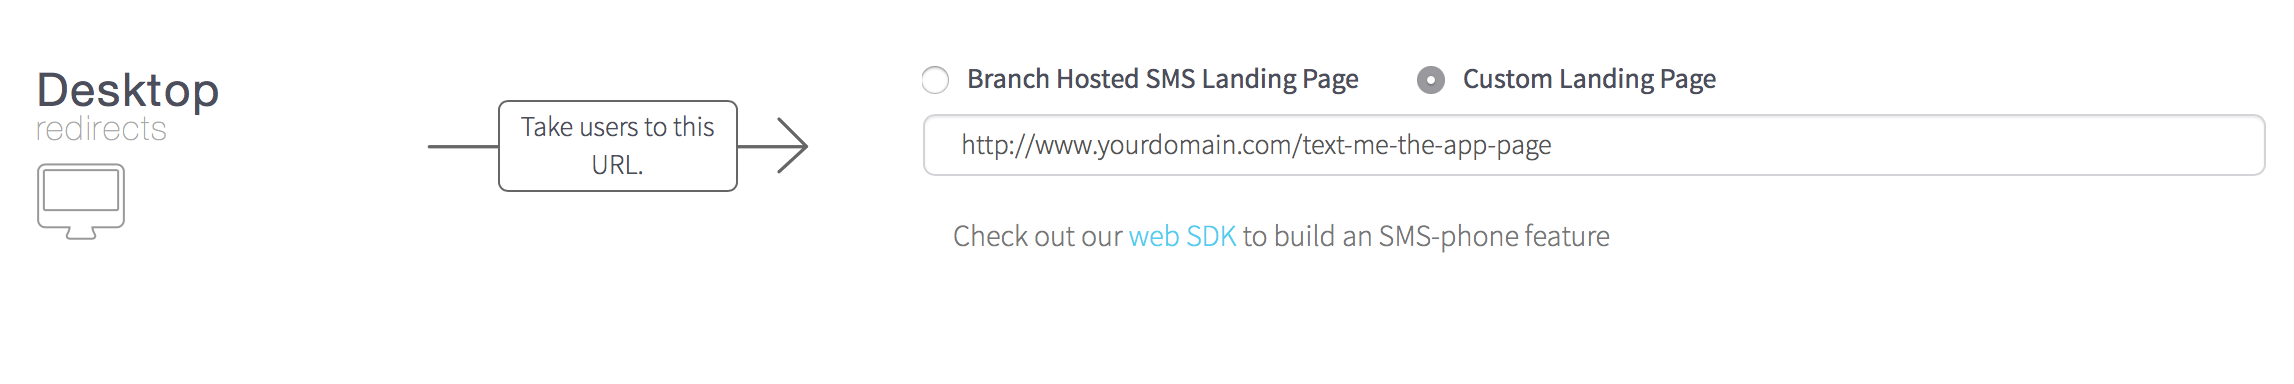 Desktop
redirects
Take users to this
URL.
Branch Hosted SMS Landing Page
Custom Landing Page
http://www.yourdomain.com/text-me-the-app-page
Check out our web SDK to build an SMS-phone feature